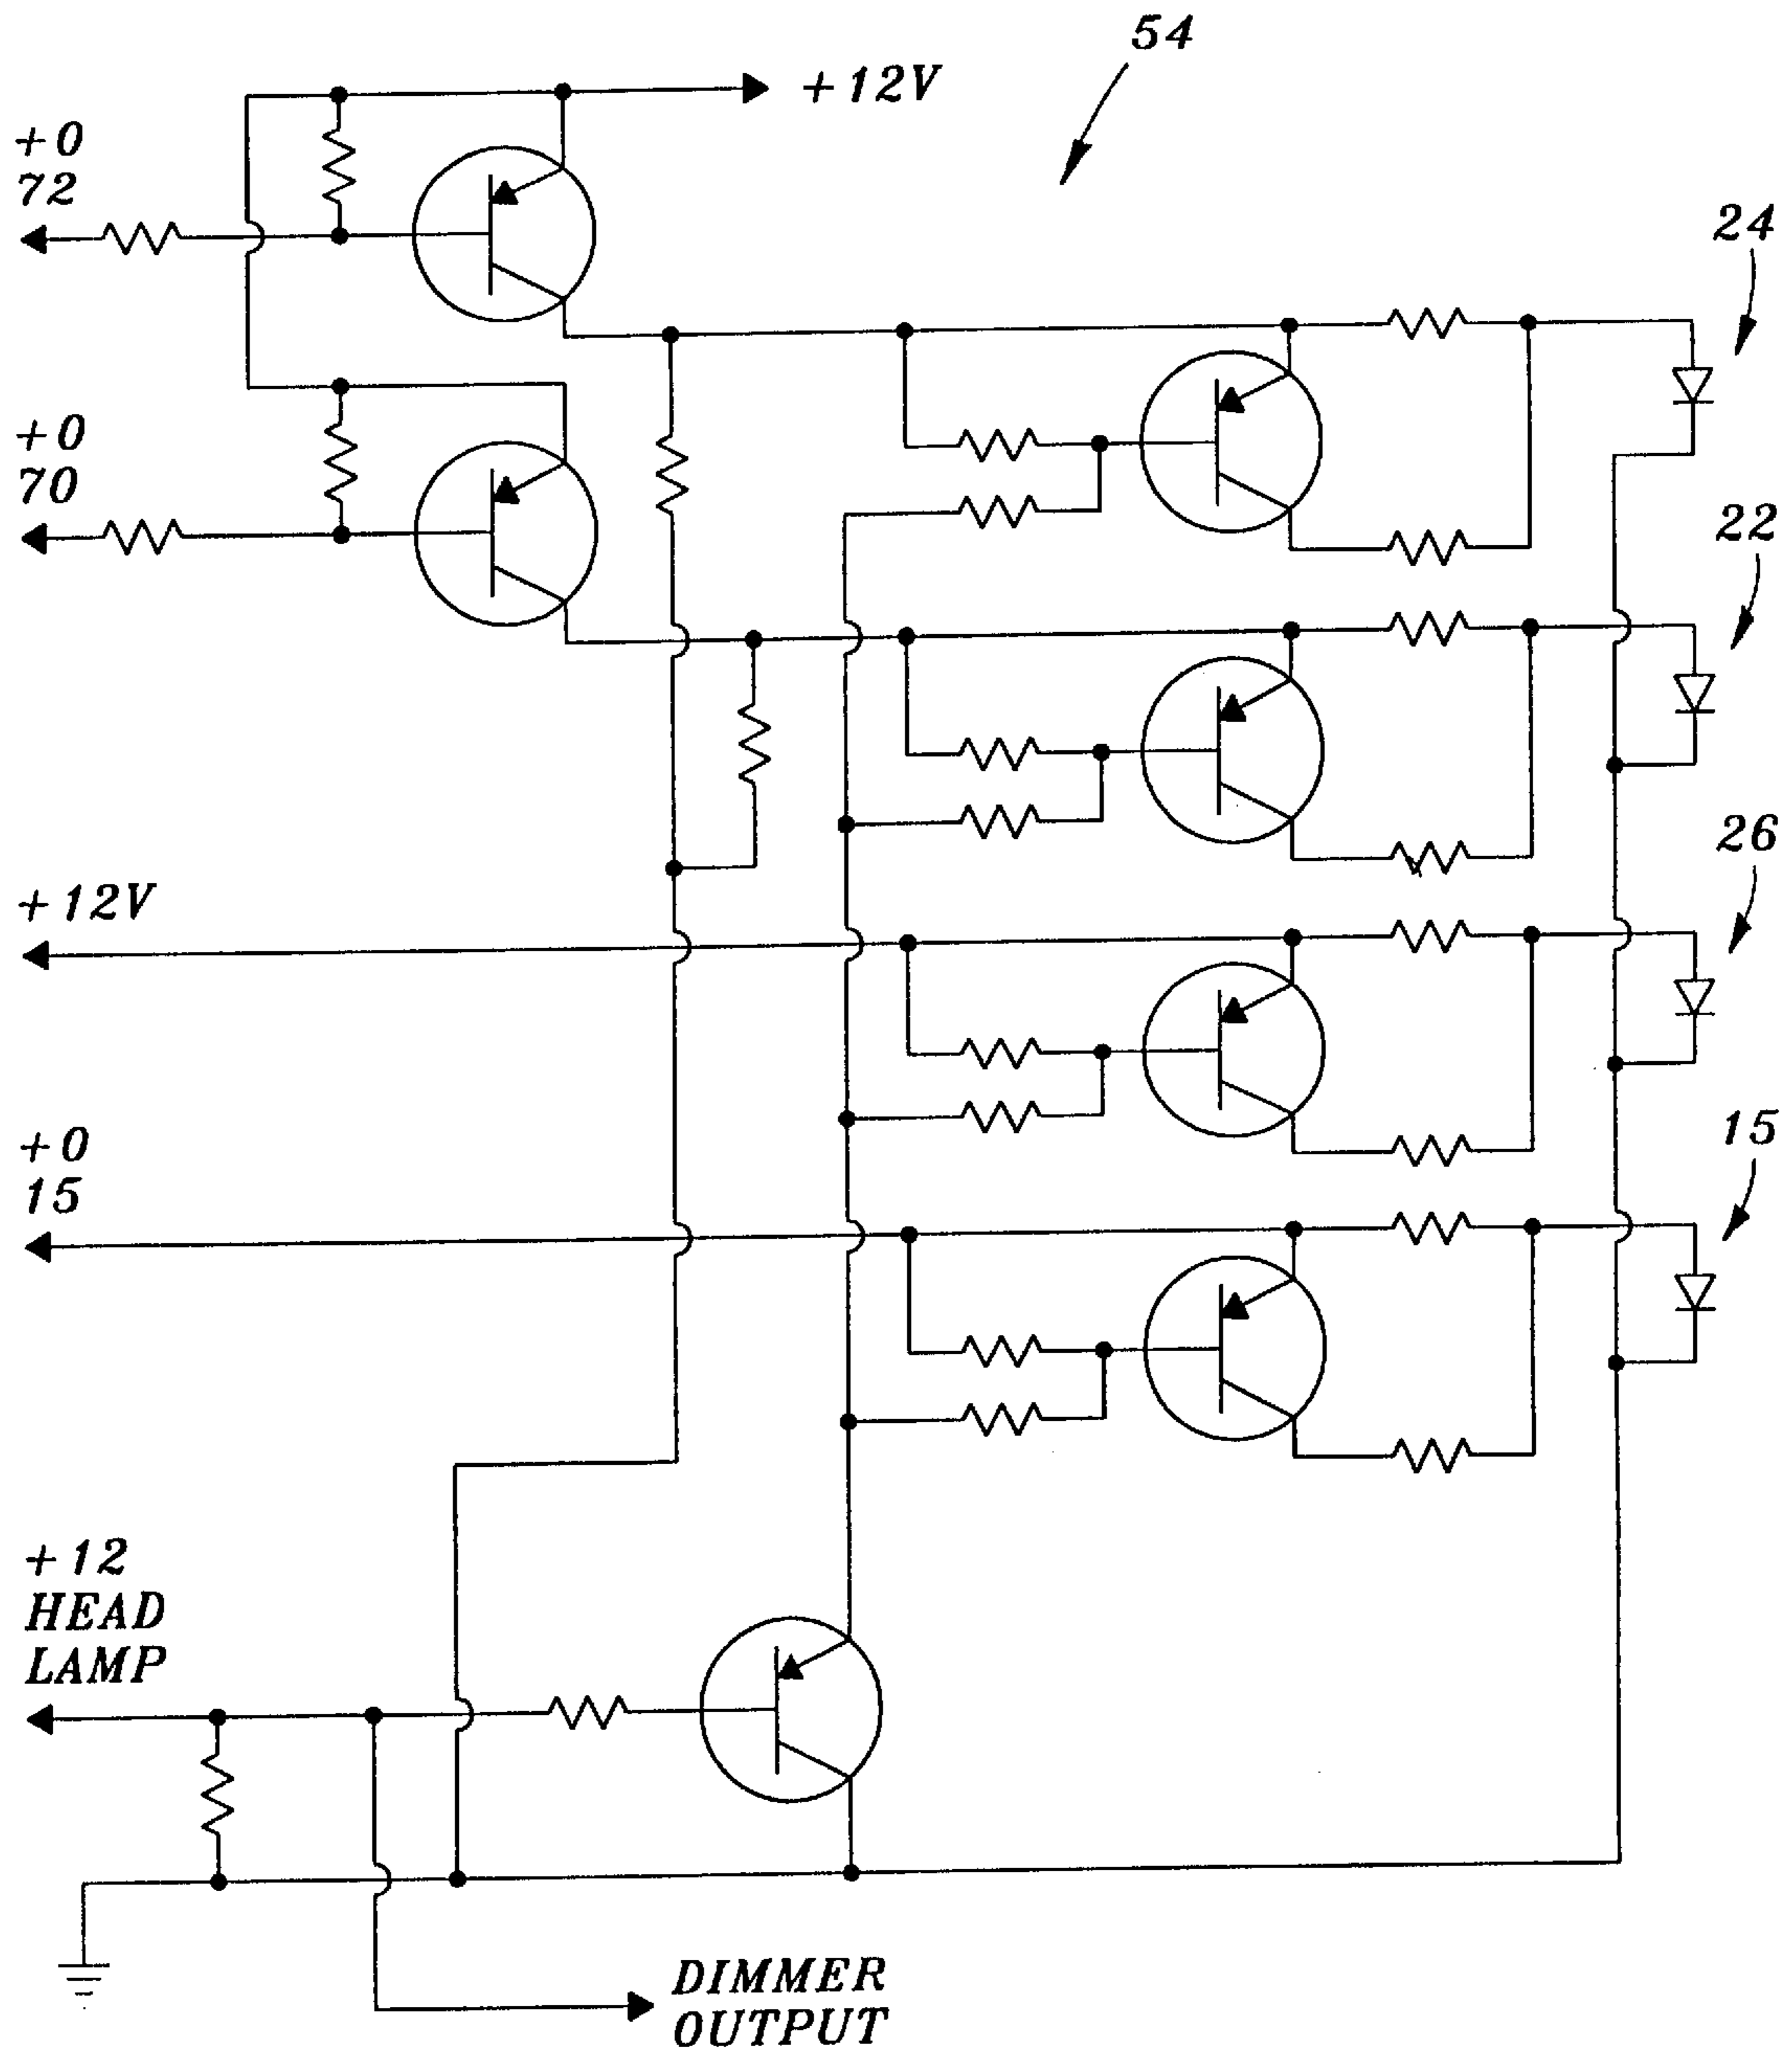 54
+12V
+0
72
24
+0
70
22
26
+12V
+0
15
15
+12
HEAD
LAMP
DIMMER
OUTPUT